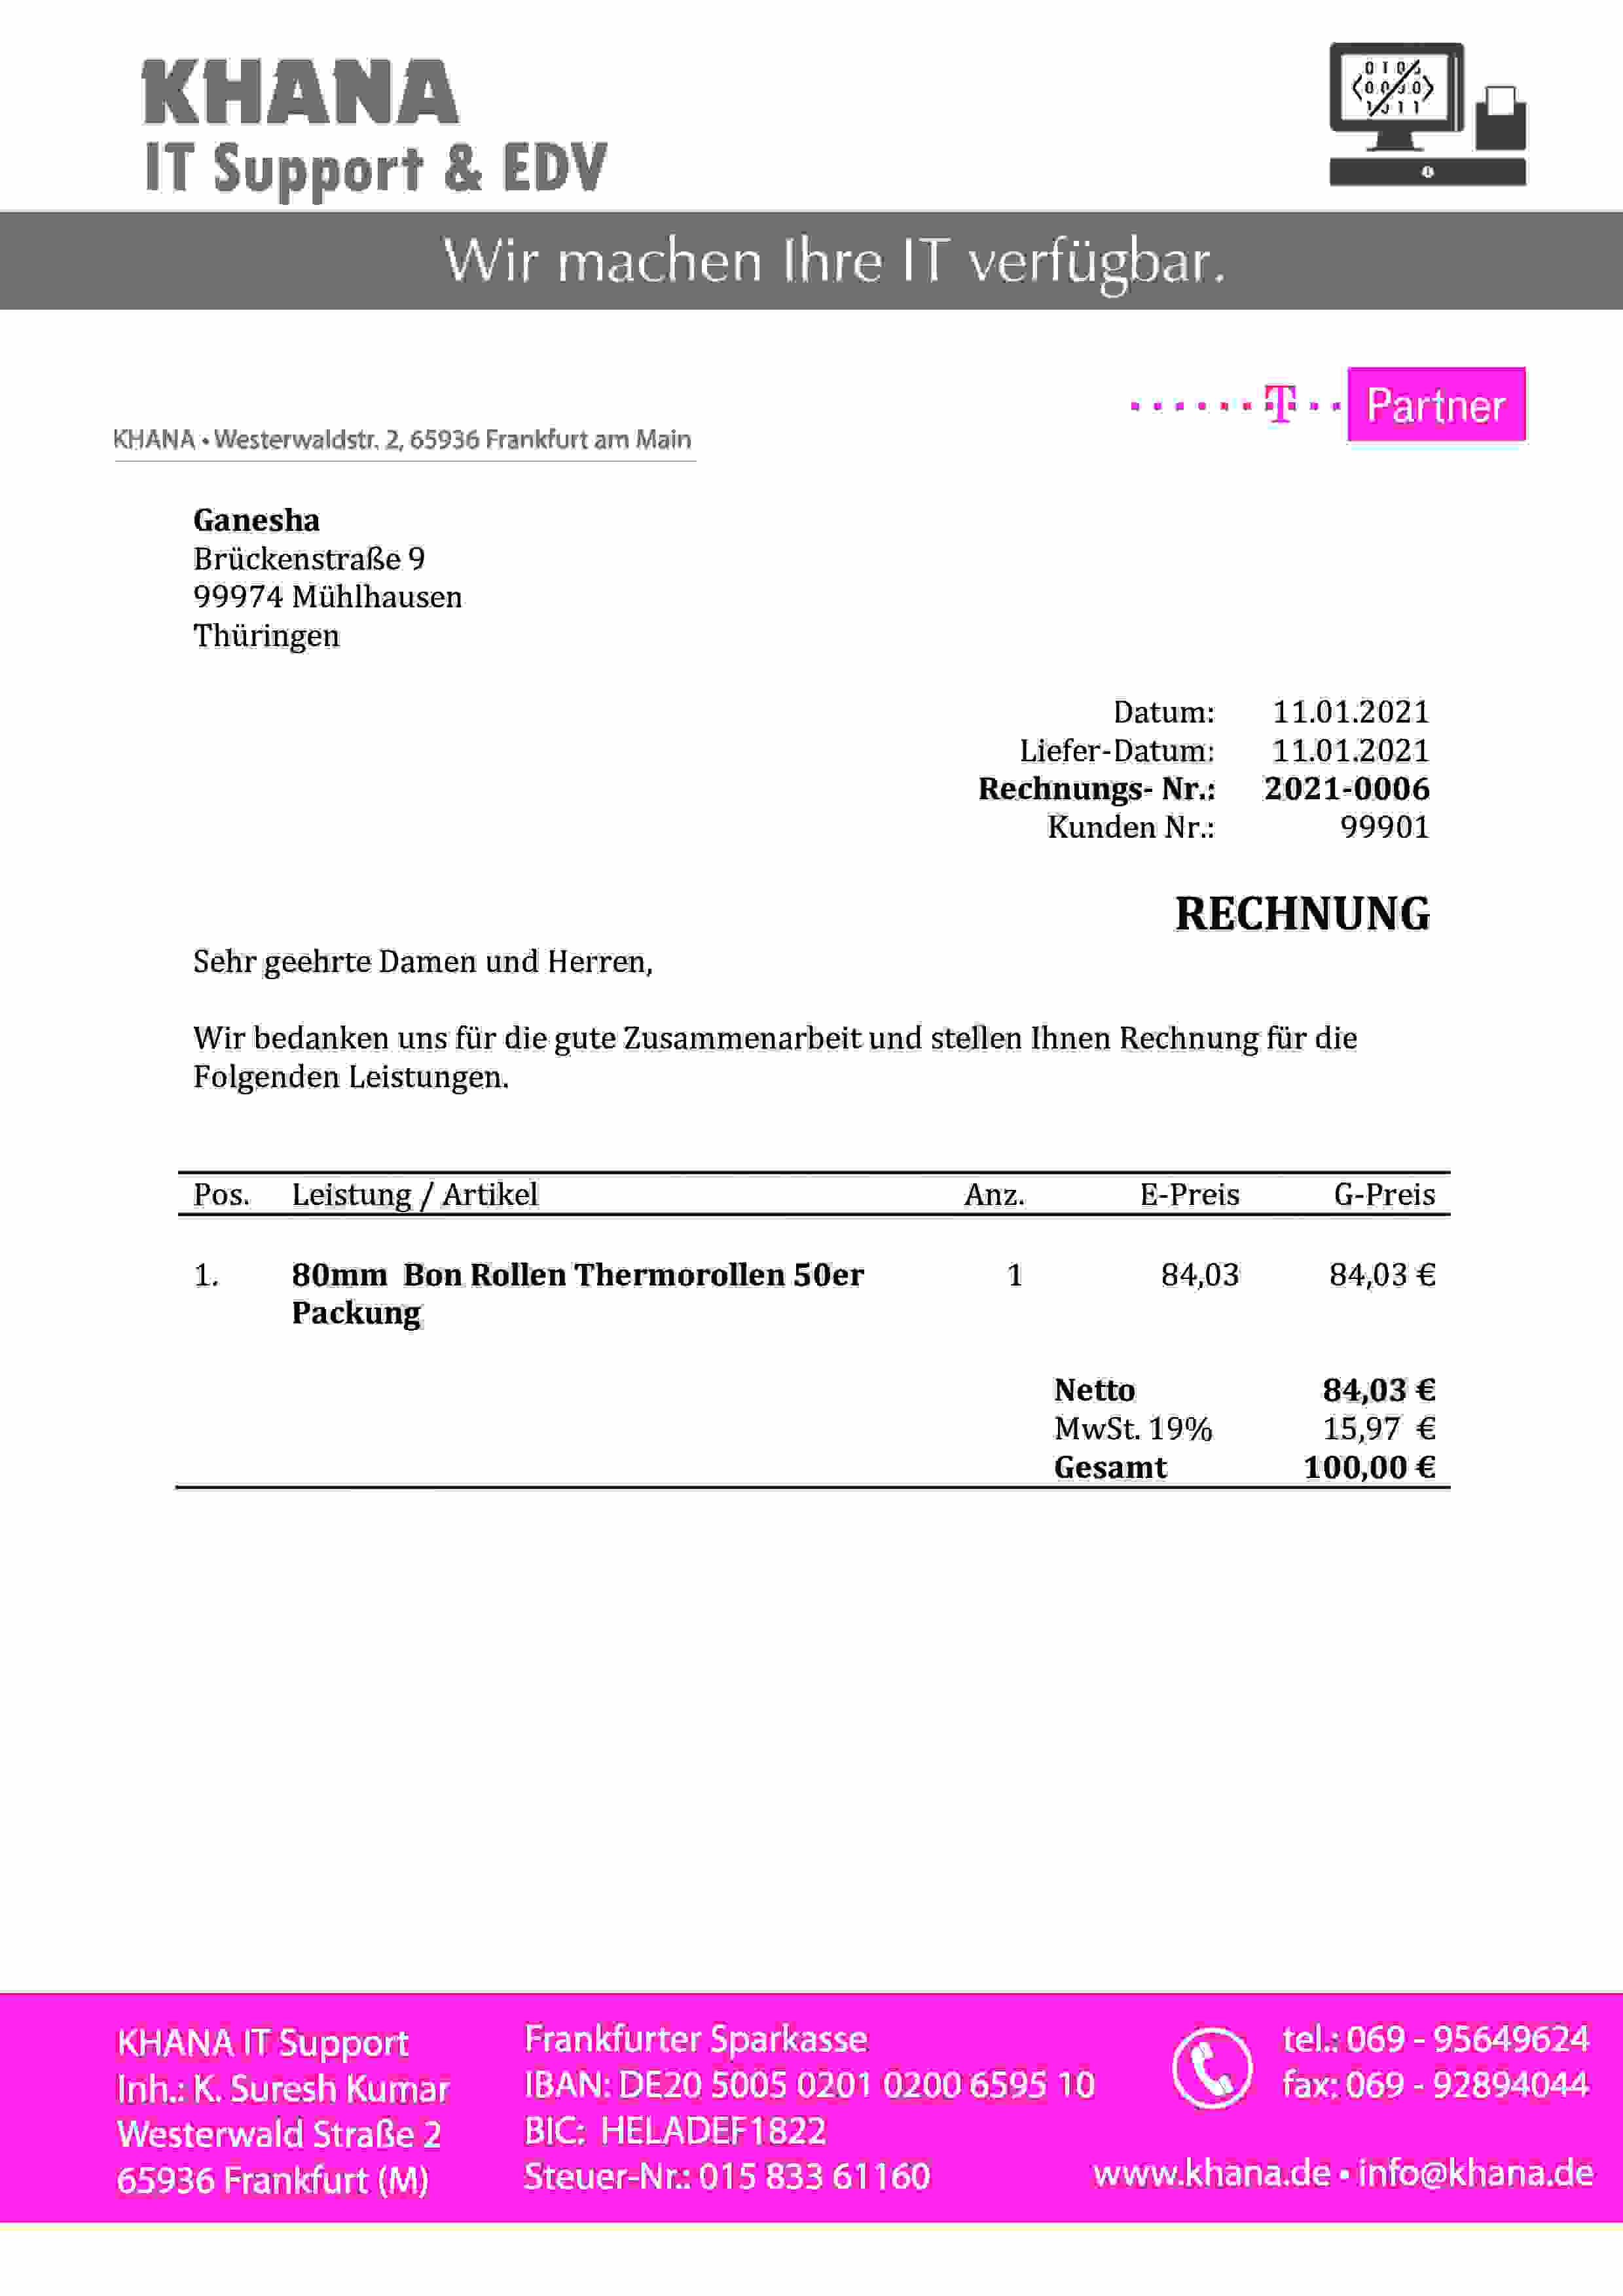 KHANA
IT Support & EDV
Wir machen Ihre IT verfügbar.
T Partner
KHANA • Westerwaldstr. 2, 65936 Frankfurt am Main
Ganesha
Brückenstraße 9
99974 Mühlhausen
Thüringen
Datum: 11.01.2021
Liefer-Datum: 11.01.2021
Rechnungs- Nr.: 2021-0006
Kunden Nr.: 99901
RECHNUNG
Sehr geehrte Damen und Herren,
Wir bedanken uns für die gute Zusammenarbeit und stellen Ihnen Rechnung für die
Folgenden Leistungen.
Pos. Leistung / Artikel Anz. E-Preis G-Preis
1. 80mm Bon Rollen Thermorollen 50er 1 84,03 84,03 €
Packung
Netto 84,03 €
MwSt. 19% 15,97 €
Gesamt 100,00 €
KHANA IT Support
Inh.: K. Suresh Kumar
Westerwald Straße 2
65936 Frankfurt (M)
Frankfurter Sparkasse
IBAN: DE20 5005 0201 0200 6595 10
BIC: HELADEF1822
Steuer-Nr.: 015 833 61160
tel.: 069 - 95649624
fax: 069 - 92894044
www.khana.de • info@khana.de